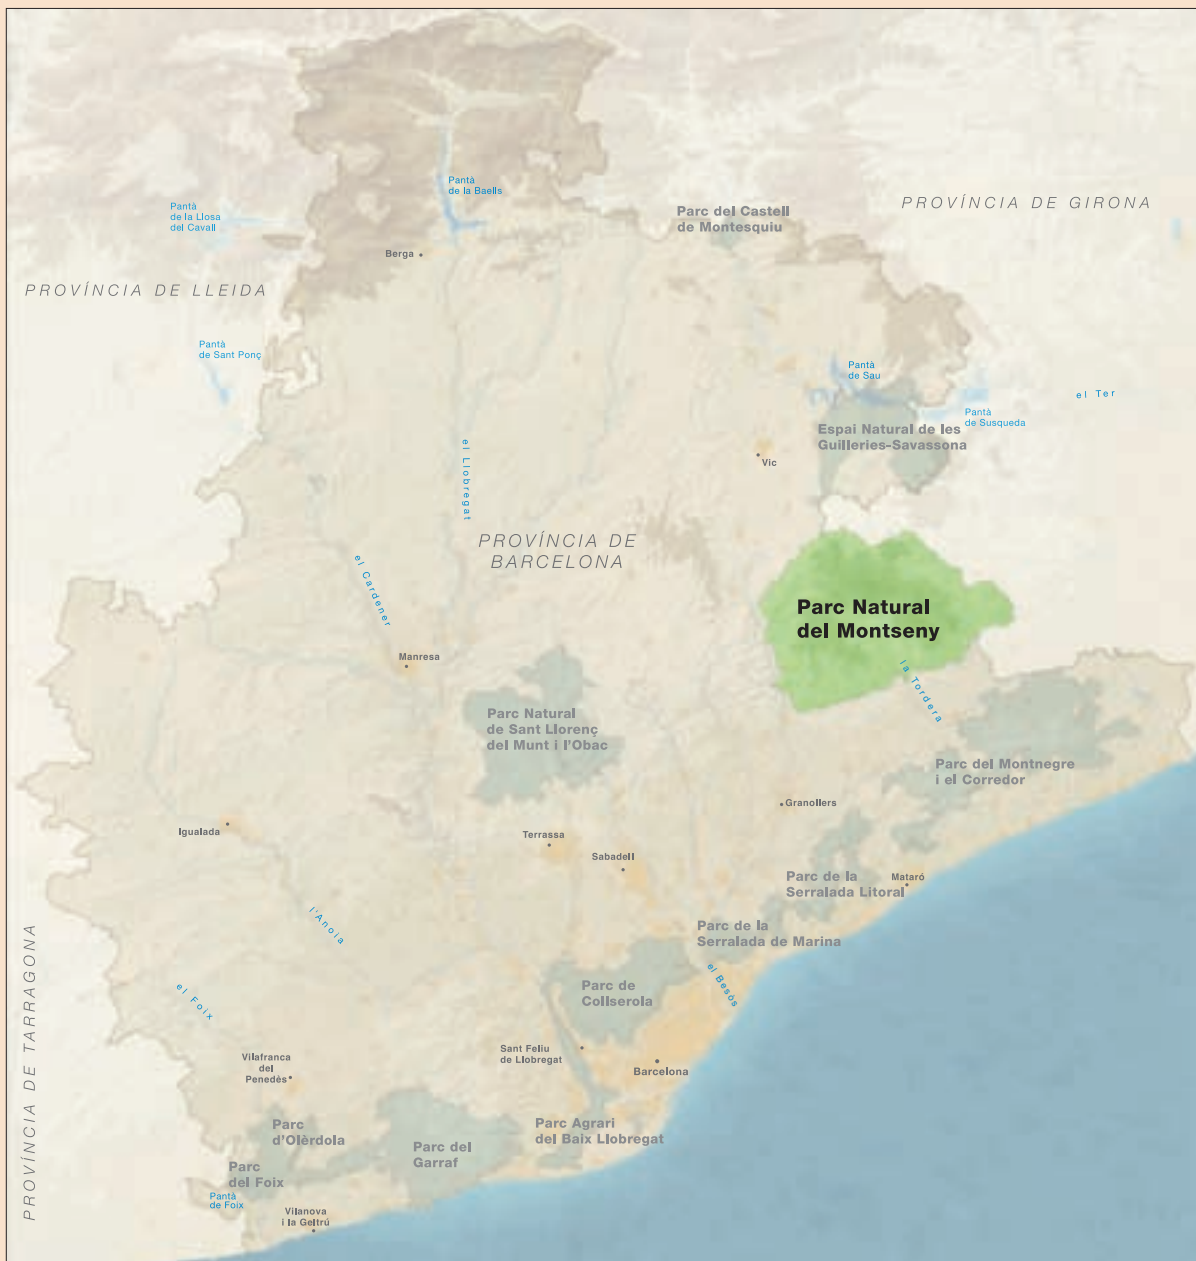 Pantà
de la Baells
Pantà
de la Llosa
del Cavall
Parc del Castell
de Montesquiu
PROVÍNCIA DE GIRONA
Berga
PROVÍNCIA DE LLEIDA
Pantà
de Sant Ponç
Pantà
de Sau
el Ter
Pantà
de Susqueda
Espai Natural de les
Guilleries-Savassona
el Llobregat
Vic
PROVÍNCIA DE
BARCELONA
el Cardener
Parc Natural
del Montseny
Manresa
la Tordera
Parc Natural
de Sant Llorenç
del Munt i l'Obac
Parc del Montnegre
i el Corredor
Granollers
Igualada
Terrassa
Sabadell
Parc de la
Serralada Litoral
Mataró
l'Anoia
Parc de la
Serralada de Marina
PROVÍNCIA DE TARRAGONA
el Foix
Parc de
Collserola
el Besòs
Sant Feliu
de Llobregat
Barcelona
Vilafranca
del
Penedès
Parc
d'Olèrdola
Parc Agrari
del Baix Llobregat
Parc del
Garraf
Parc
del Foix
Pantà
de Foix
Vilanova
i la Geltrú